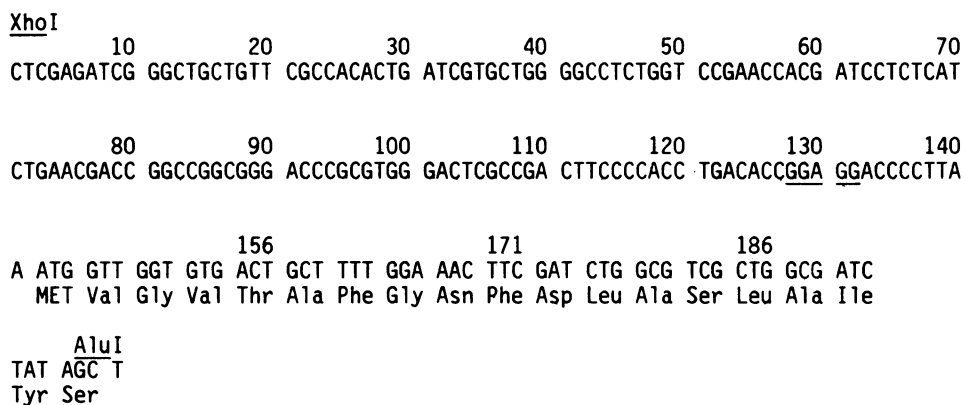 XhoI
10 20 30 40 50 60 70
CTCGAGATCG GGCTGCTGTT CGCCACACTG ATCGTGCTGG GGCCTCTGGT CCGAACCACG ATCCTCTCAT
80 90 100 110 120 130 140
CTGAACGACC GGCCGGCGGG ACCCGCGTGG GACTCGCCGA CTTCCCCACC TGACACCGGA GGACCCCTTA
156 171 186
A ATG GTT GGT GTG ACT GCT TTT GGA AAC TTC GAT CTG GCG TCG CTG GCG ATC
MET Val Gly Val Thr Ala Phe Gly Asn Phe Asp Leu Ala Ser Leu Ala Ile
AluI
TAT AGC T
Tyr Ser